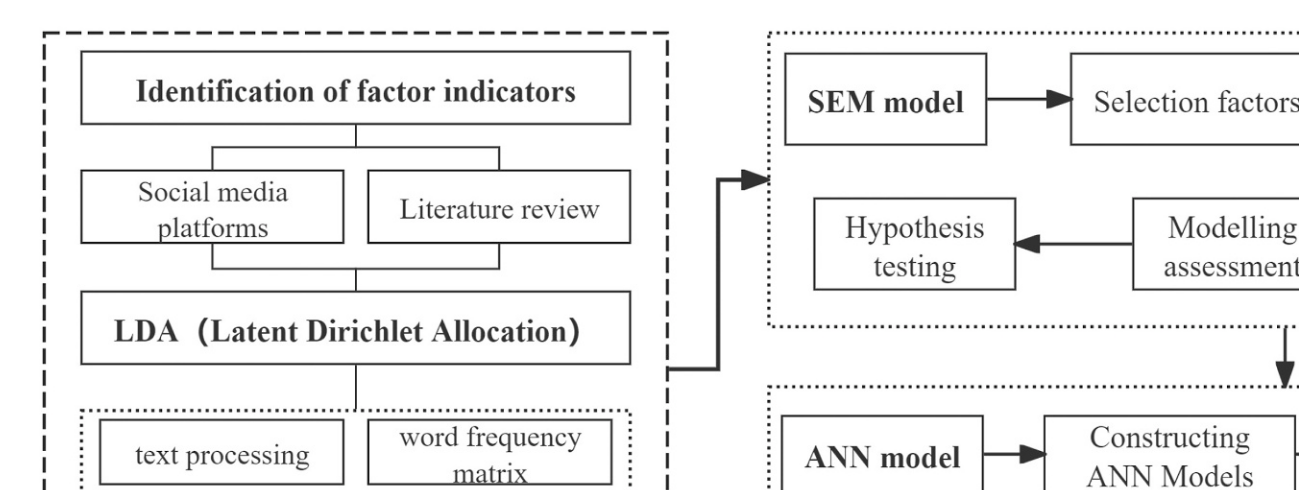 Identification of factor indicators
Social media
platforms
Literature review
LDA（Latent Dirichlet Allocation）
text processing
word frequency
matrix
SEM model
Selection factors
Hypothesis
testing
Modelling
assessment
ANN model
Constructing
ANN Models